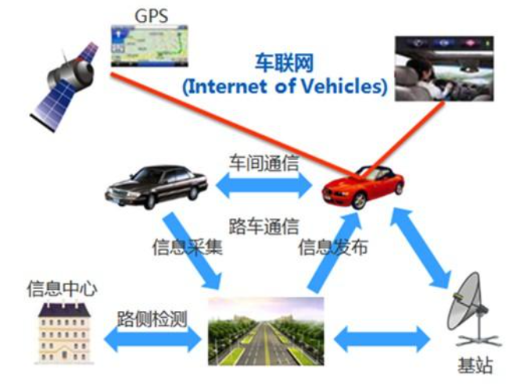 GPS
车联网
(Internet of Vehicles)
车间通信
路车通信
信息采集
信息发布
信息中心
路侧检测
基站